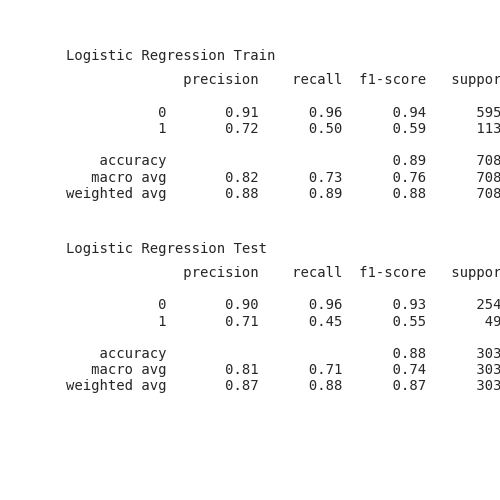 Logistic Regression Train
precision recall f1-score suppor
0 0.91 0.96 0.94 595
1 0.72 0.50 0.59 113
accuracy 0.89 708
macro avg 0.82 0.73 0.76 708
weighted avg 0.88 0.89 0.88 708
Logistic Regression Test
precision recall f1-score suppor
0 0.90 0.96 0.93 254
1 0.71 0.45 0.55 49
accuracy 0.88 303
macro avg 0.81 0.71 0.74 303
weighted avg 0.87 0.88 0.87 303